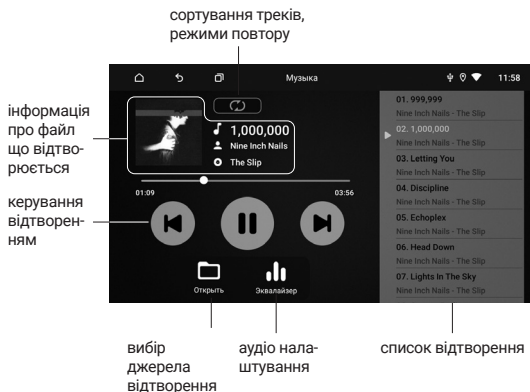 сортування треків,
режими повтору
Музыка
11:58
інформація
про файл
що відтво-
рюється
1,000,000
Nine Inch Nails
The Slip
01:09
03:56
керування
відтворен-
ням
Открыть
Эквалайзер
01. 999,999
Nine Inch Nails - The Slip
02. 1,000,000
Nine Inch Nails - The Slip
03. Letting You
Nine Inch Nails - The Slip
04. Discipline
Nine Inch Nails - The Slip
05. Echoplex
Nine Inch Nails - The Slip
06. Head Down
Nine Inch Nails - The Slip
07. Lights In The Sky
Nine Inch Nails - The Slip
вибір
джерела
відтворення
аудіо нала-
штування
список відтворення